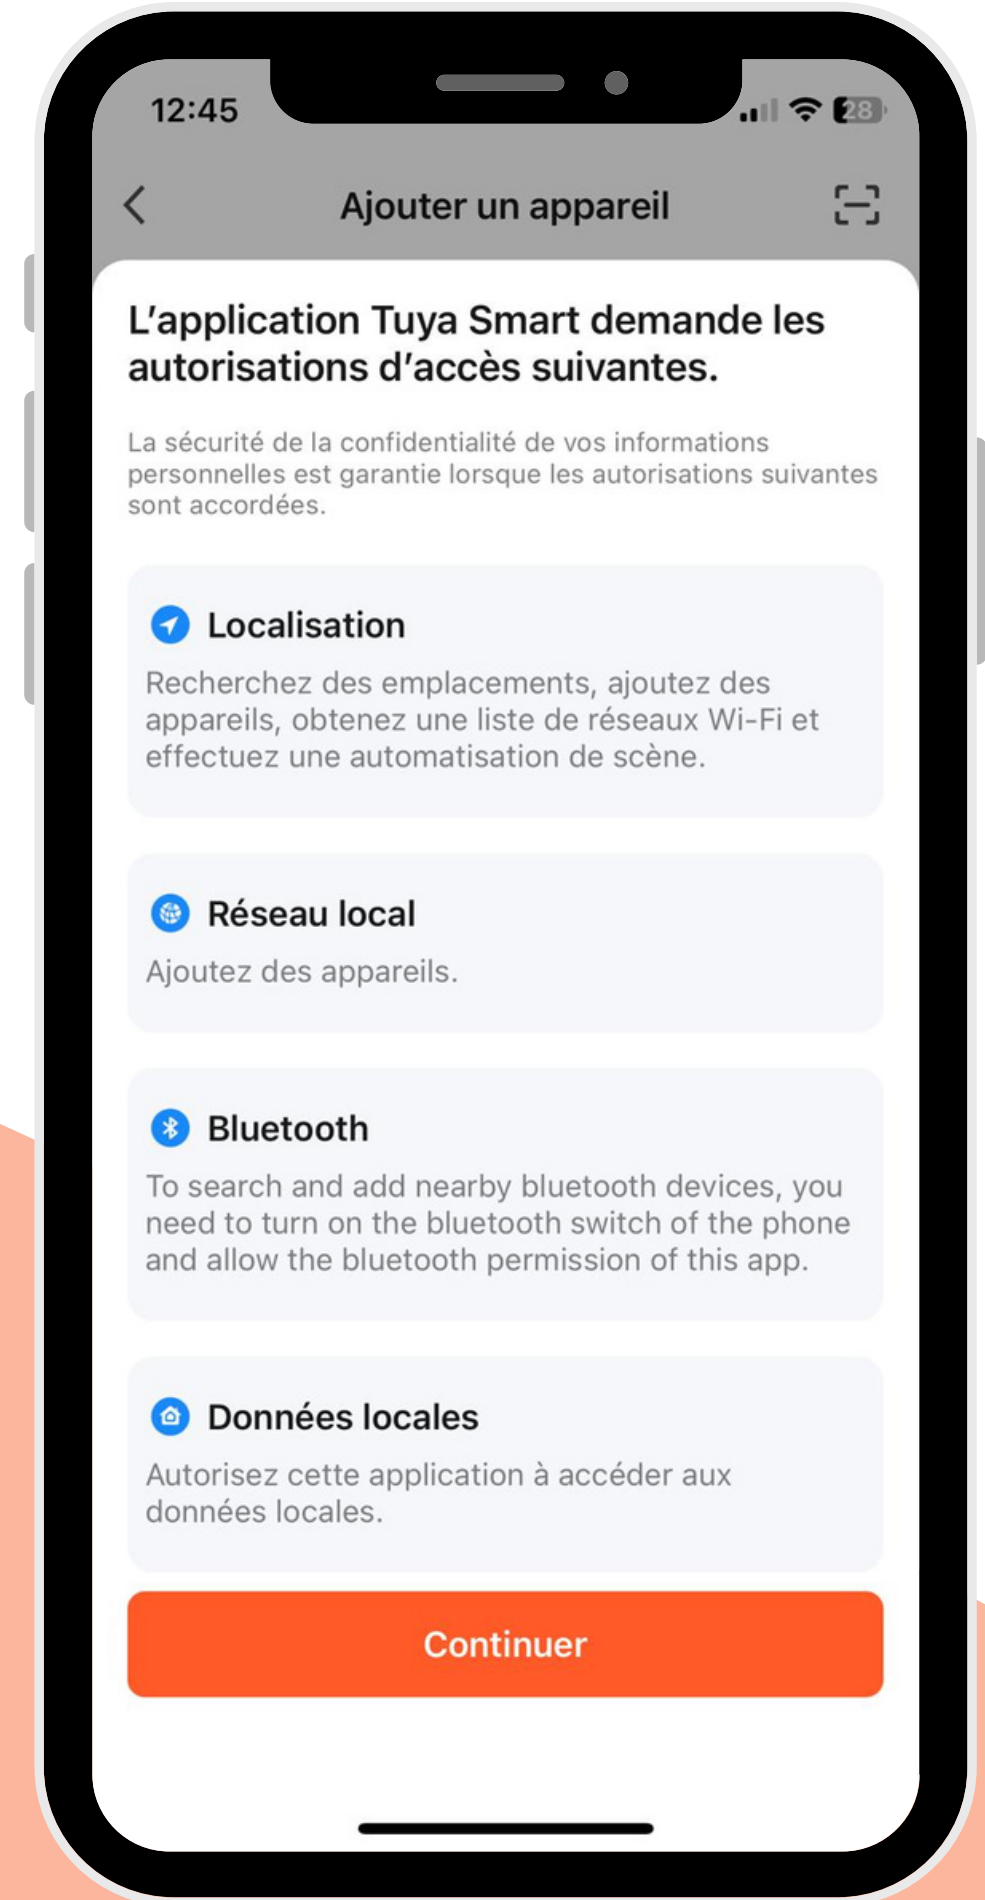 12:45
28
Ajouter un appareil
L’application Tuya Smart demande les
autorisations d’accès suivantes.
La sécurité de la confidentialité de vos informations
personnelles est garantie lorsque les autorisations suivantes
sont accordées.
Localisation
Recherchez des emplacements, ajoutez des
appareils, obtenez une liste de réseaux Wi-Fi et
effectuez une automatisation de scène.
Réseau local
Ajoutez des appareils.
Bluetooth
To search and add nearby bluetooth devices, you
need to turn on the bluetooth switch of the phone
and allow the bluetooth permission of this app.
Données locales
Autorisez cette application à accéder aux
données locales.
Continuer